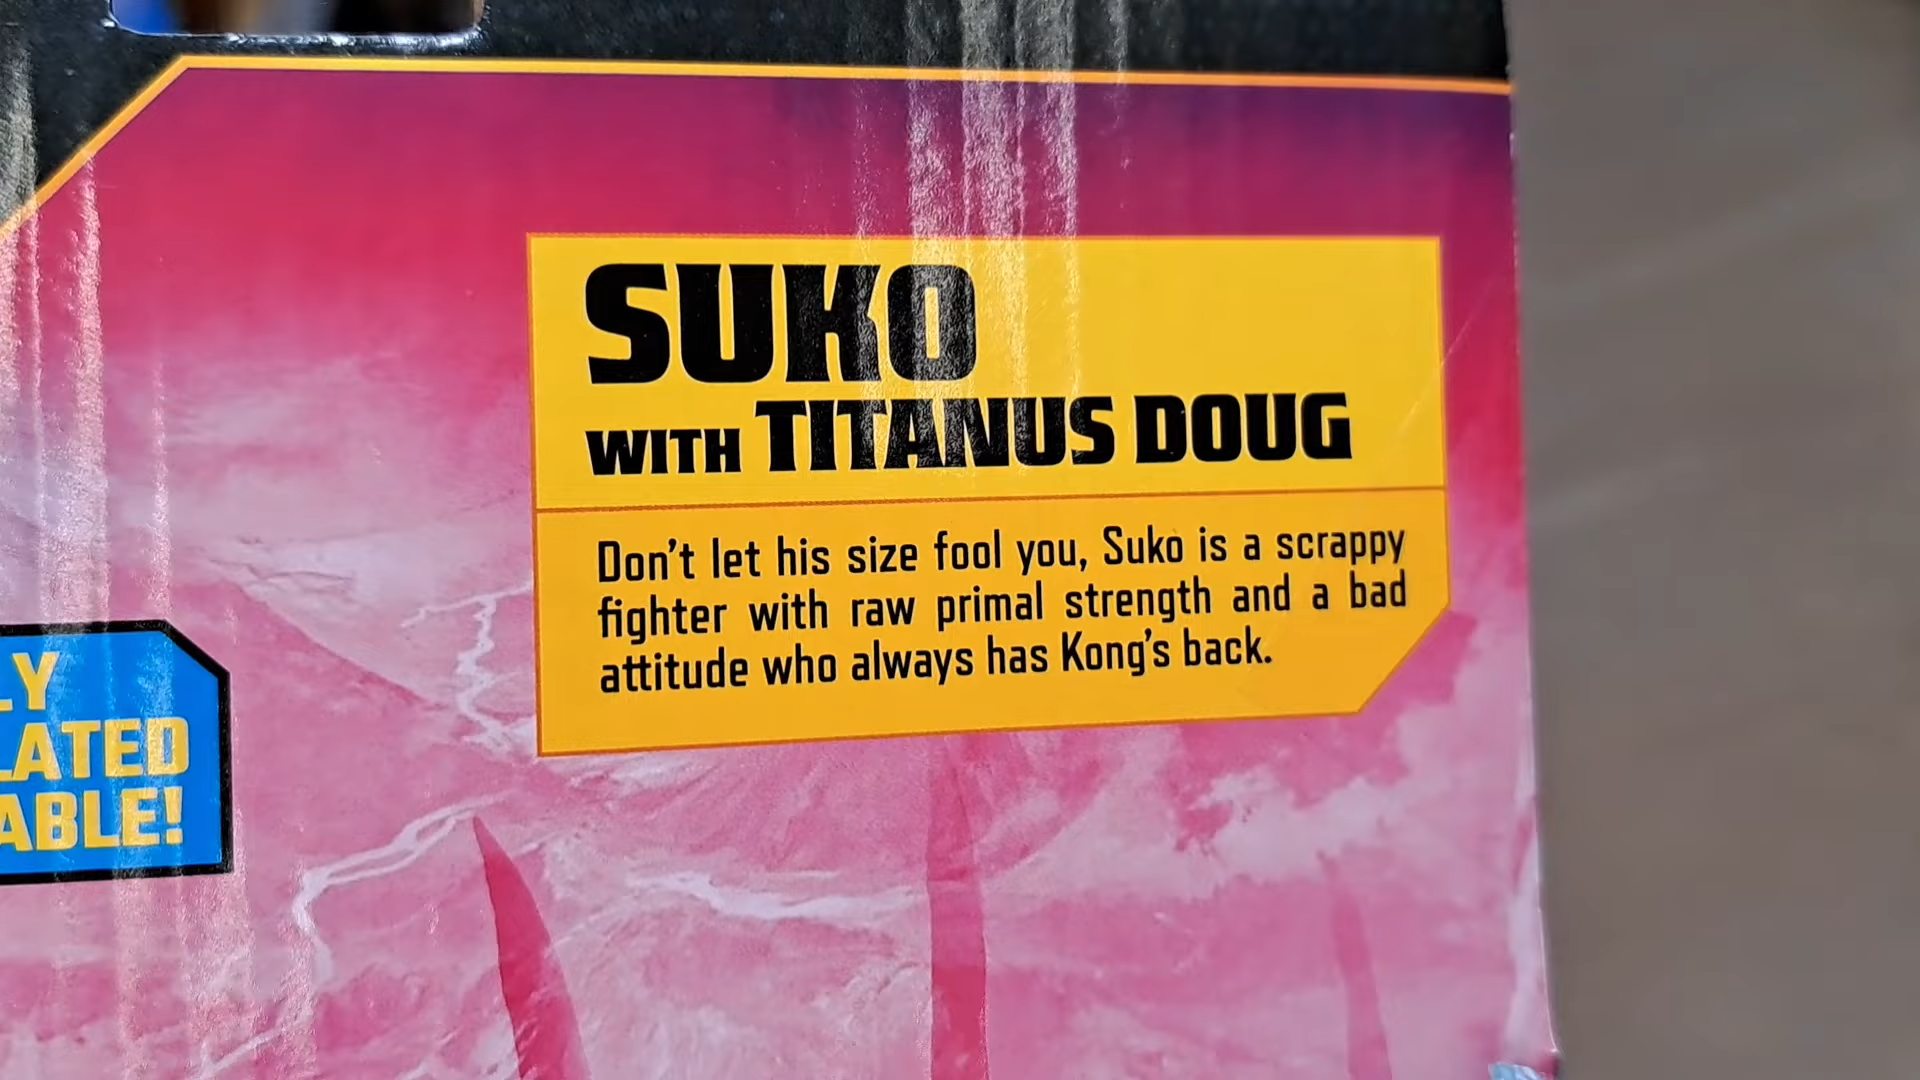 SUKO
WITH TITANUS DOUG
Don't let his size fool you, Suko is a scrappy
fighter with raw primal strength and a bad
attitude who always has Kong's back.
LY
LATED
ABLE!